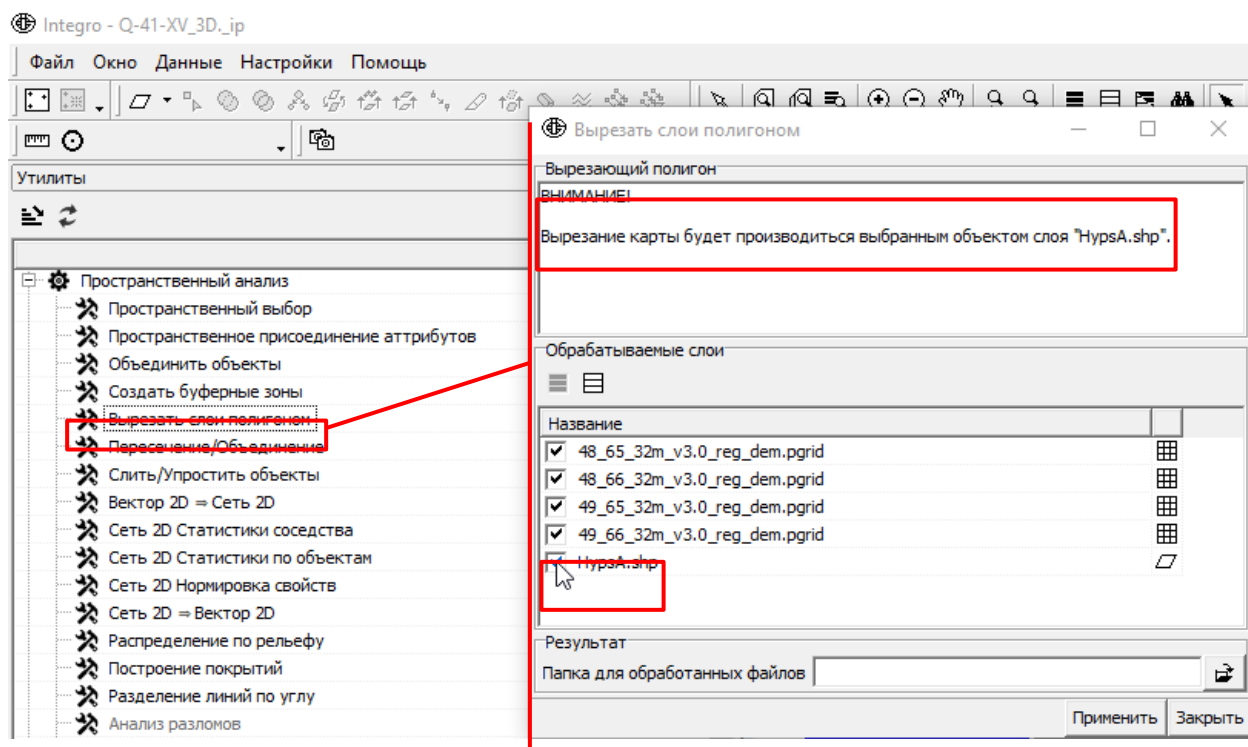 Integro - Q-41-XV_3D._ip
Файл Окно Данные Настройки Помощь
Утилиты
Пространственный анализ
Пространственный выбор
Пространственное присоединение аттрибутов
Объединить объекты
Создать буферные зоны
Вырезать слои полигоном
Пересечение/Объединение
Слить/Упростить объекты
Вектор 2D ⇒ Сеть 2D
Сеть 2D Статистики соседства
Сеть 2D Статистики по объектам
Сеть 2D Нормировка свойств
Сеть 2D ⇒ Вектор 2D
Распределение по рельефу
Построение покрытий
Разделение линий по углу
Анализ разломов
Вырезать слои полигоном
Вырезающий полигон
ВНИМАНИЕ!
Вырезание карты будет производиться выбранным объектом слоя "HypsA.shp".
Обрабатываемые слои
Название
48_65_32m_v3.0_reg_dem.pgrid
48_66_32m_v3.0_reg_dem.pgrid
49_65_32m_v3.0_reg_dem.pgrid
49_66_32m_v3.0_reg_dem.pgrid
HypsA.shp
Результат
Папка для обработанных файлов
Применить Закрыть